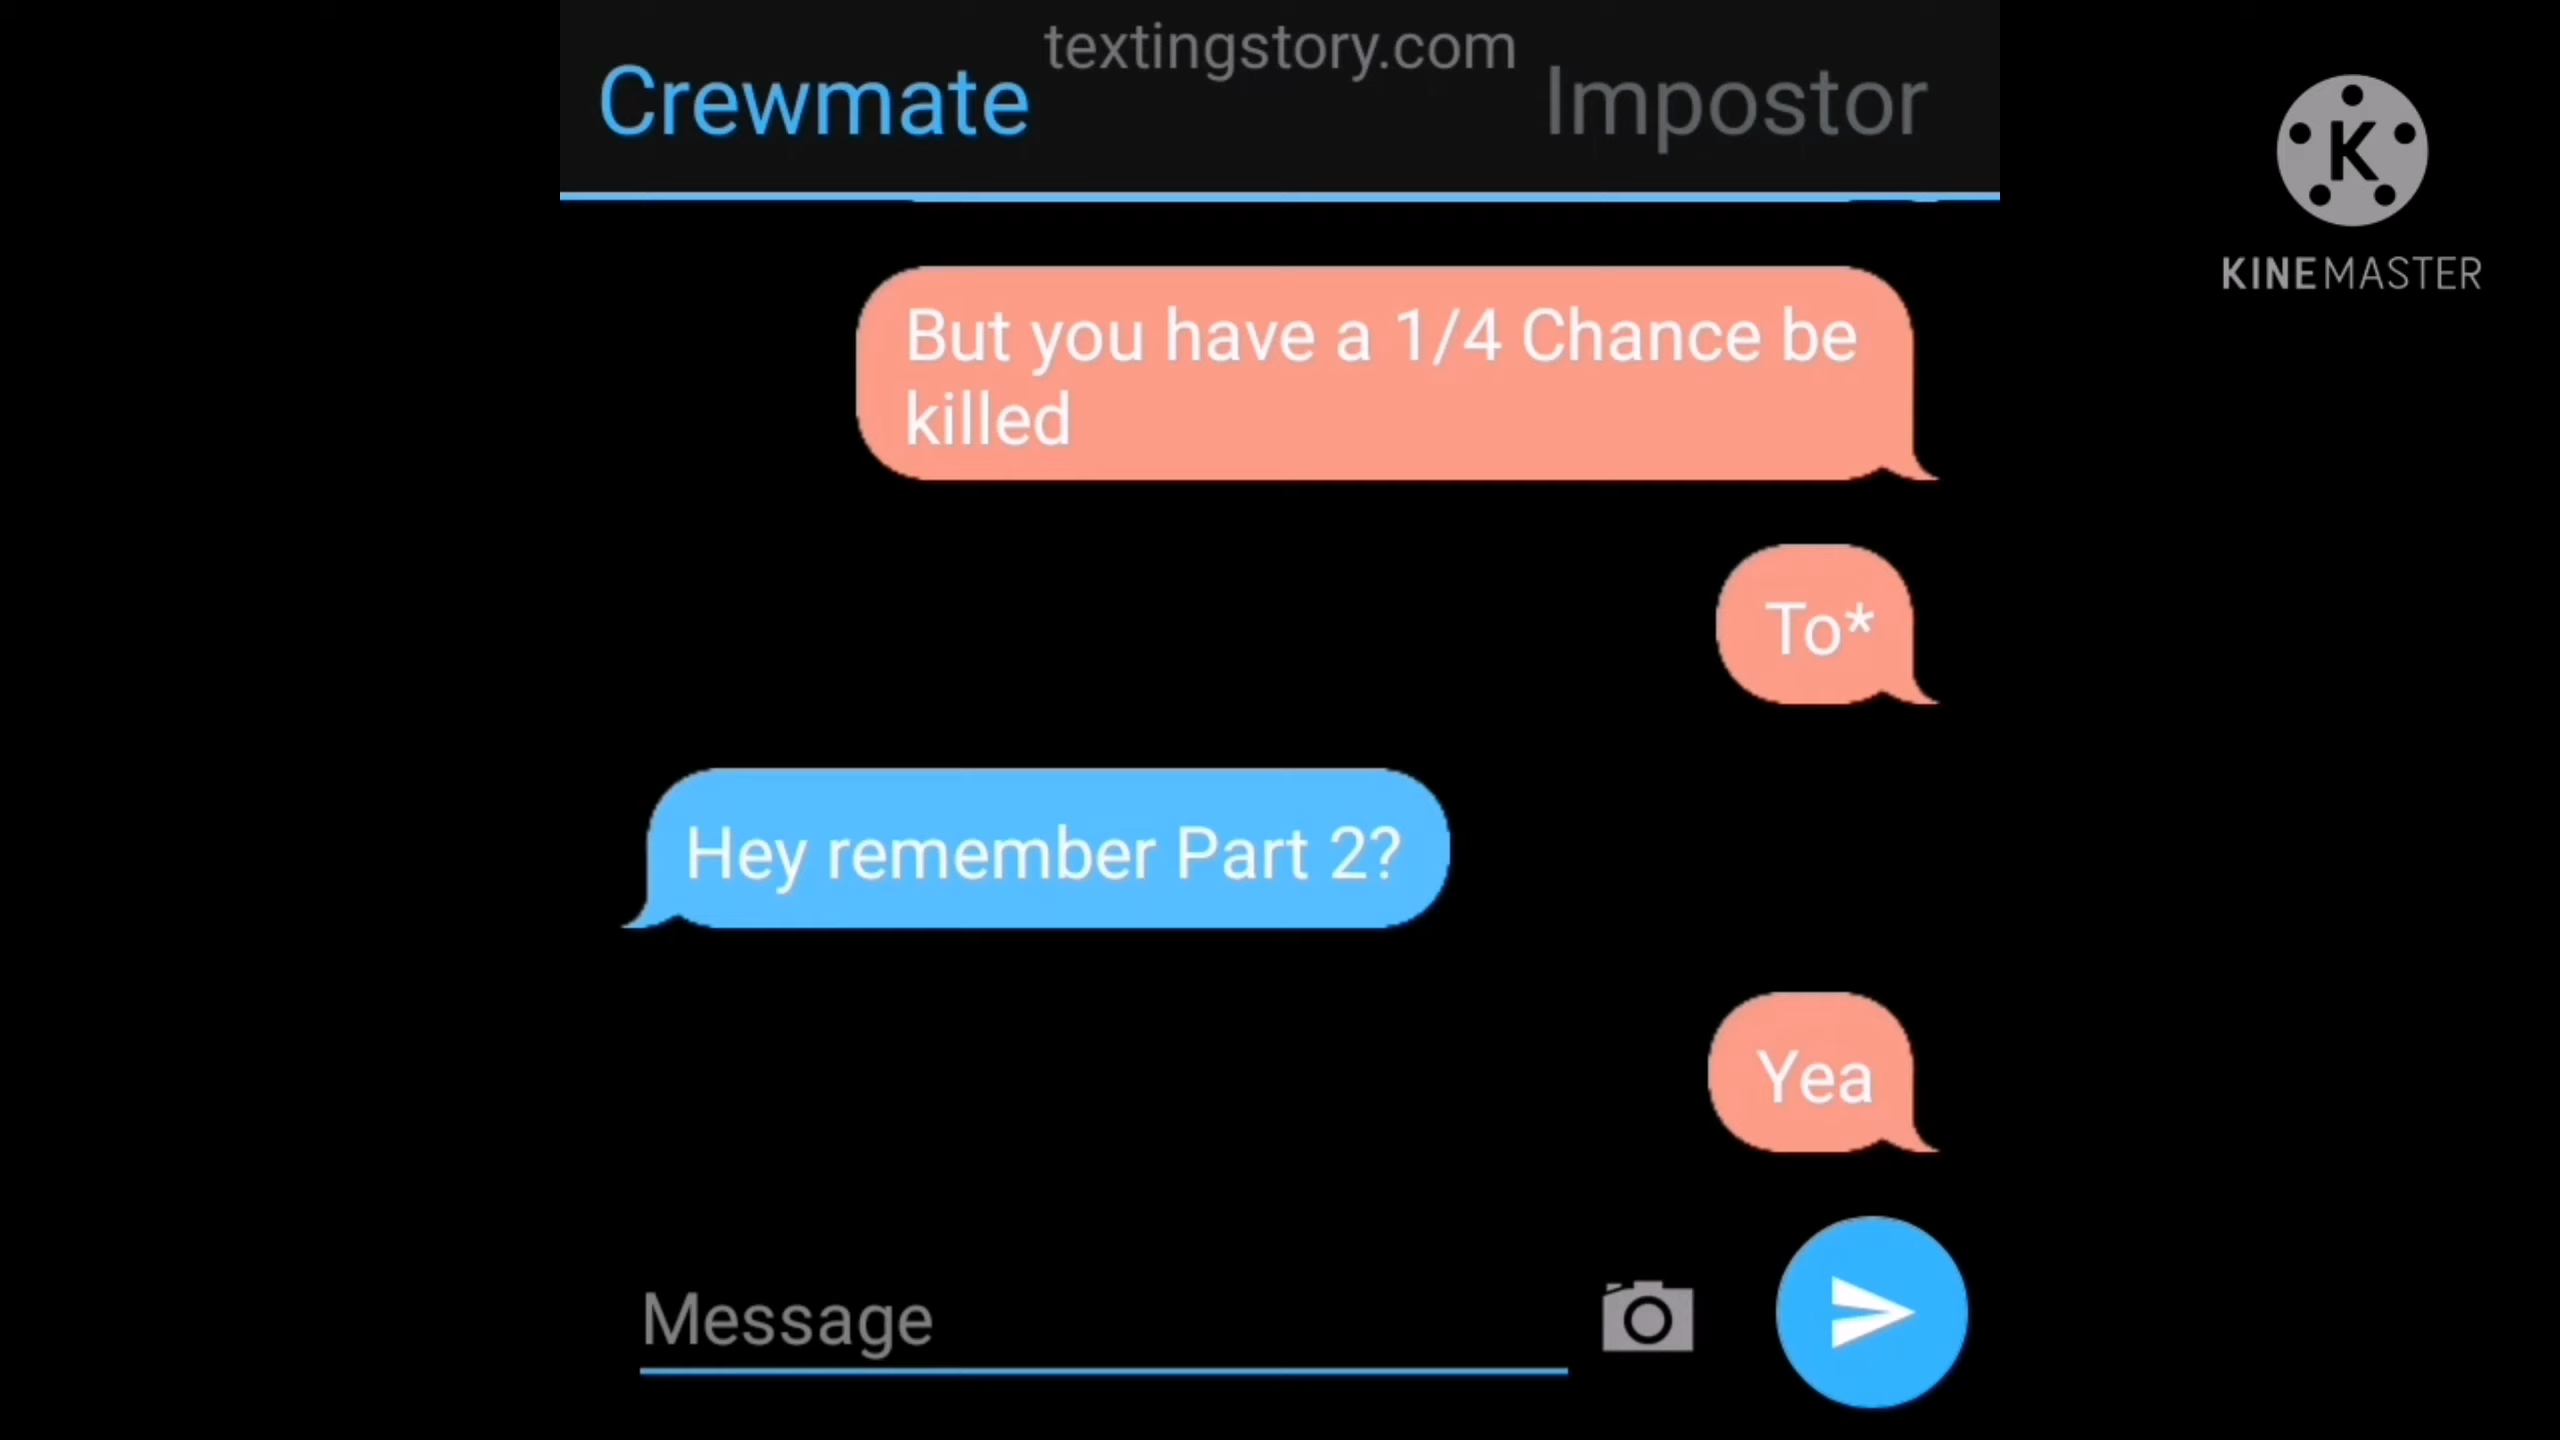 textingstory.com
Crewmate
Impostor
K
KINEMASTER
But you have a 1/4 Chance be
killed
To*
Hey remember Part 2?
Yea
Message